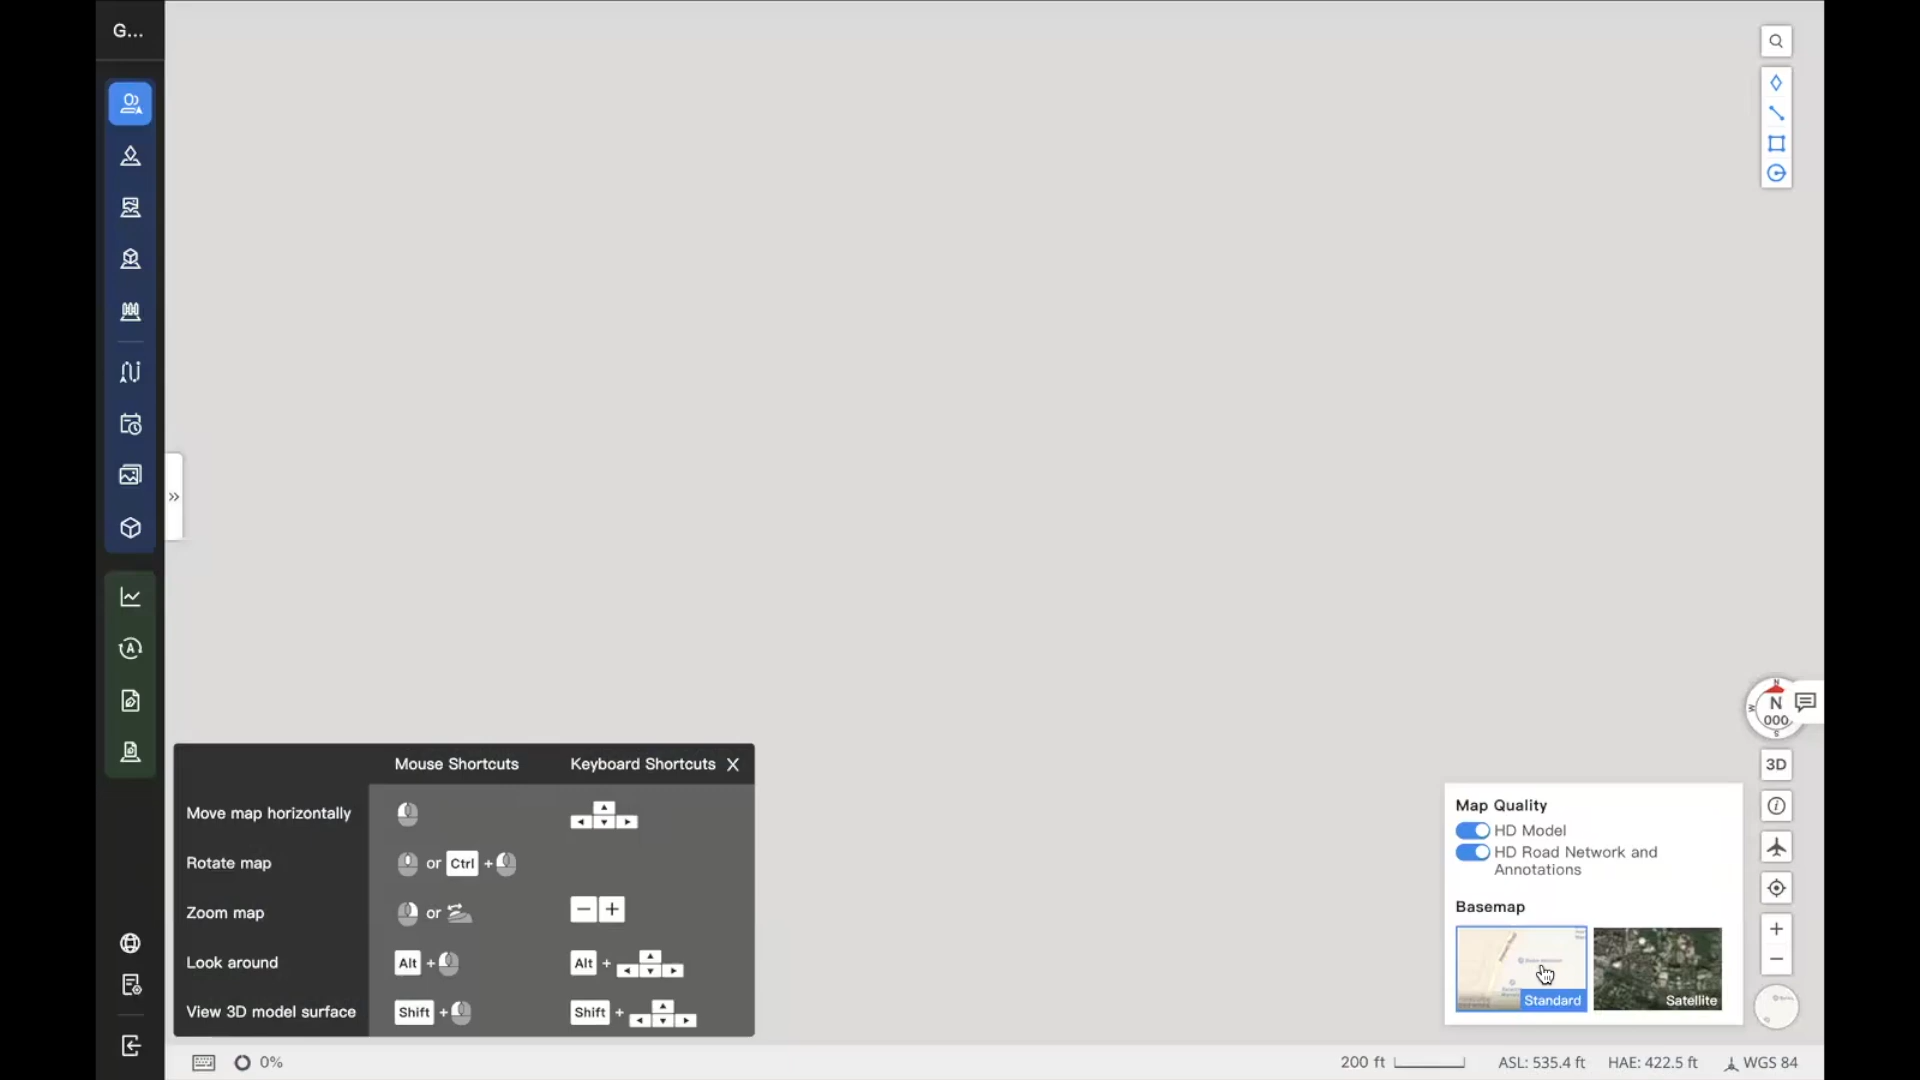 G...
N
N
W
000
S
3D
Mouse Shortcuts Keyboard Shortcuts X
Move map horizontally
Rotate map or Ctrl +
Zoom map or
Look around Alt + Alt +
View 3D model surface Shift + Shift +
Map Quality
HD Model
HD Road Network and
Annotations
Basemap
Standard
Satellite
0%
200 ft ASL: 535.4 ft HAE: 422.5 ft WGS 84